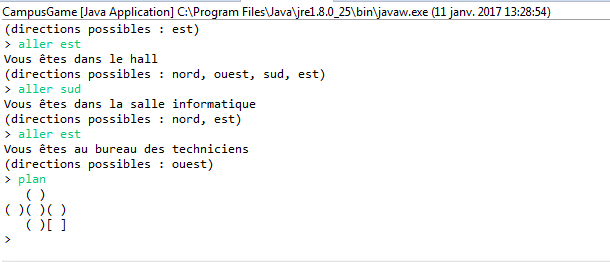 CampusGame [Java Application] C:\Program Files\Java\jre1.8.0_25\bin\javaw.exe (11 janv. 2017 13:28:54)
(directions possibles : est)
> aller est
Vous êtes dans le hall
(directions possibles : nord, ouest, sud, est)
> aller sud
Vous êtes dans la salle informatique
(directions possibles : nord, est)
> aller est
Vous êtes au bureau des techniciens
(directions possibles : ouest)
> plan
   ( )
( )( )( )
   ( )[ ]
>